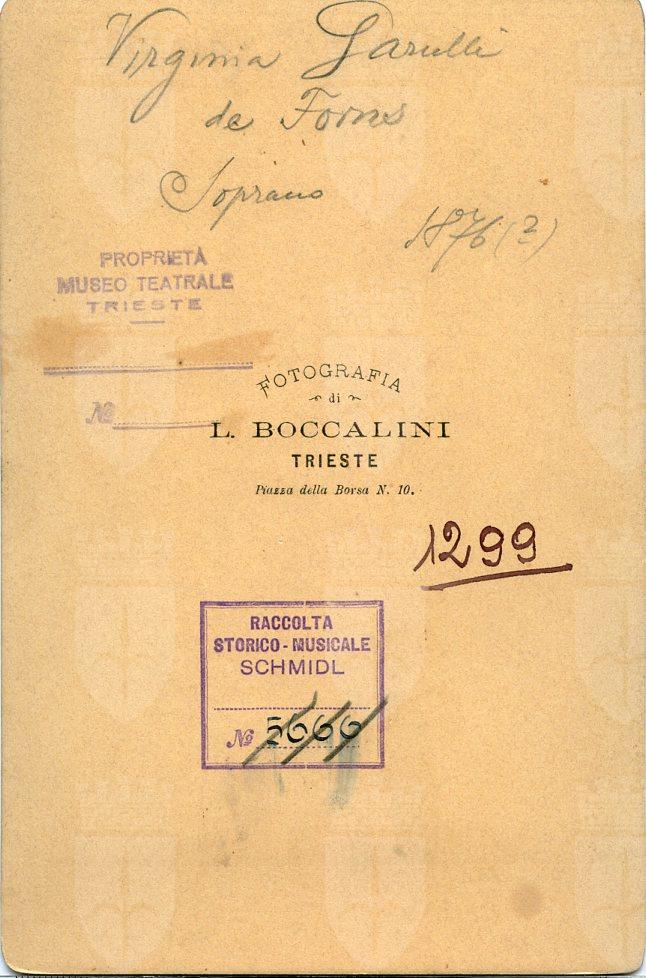 Virginia Garulli
de Forns
Soprano
1876 (?)
PROPRIETÀ
MUSEO TEATRALE
TRIESTE
№
FOTOGRAFIA
di
L. BOCCALINI
TRIESTE
Piazza della Borsa N. 10.
1299
RACCOLTA
STORICO-MUSICALE
SCHMIDL
№ 5666